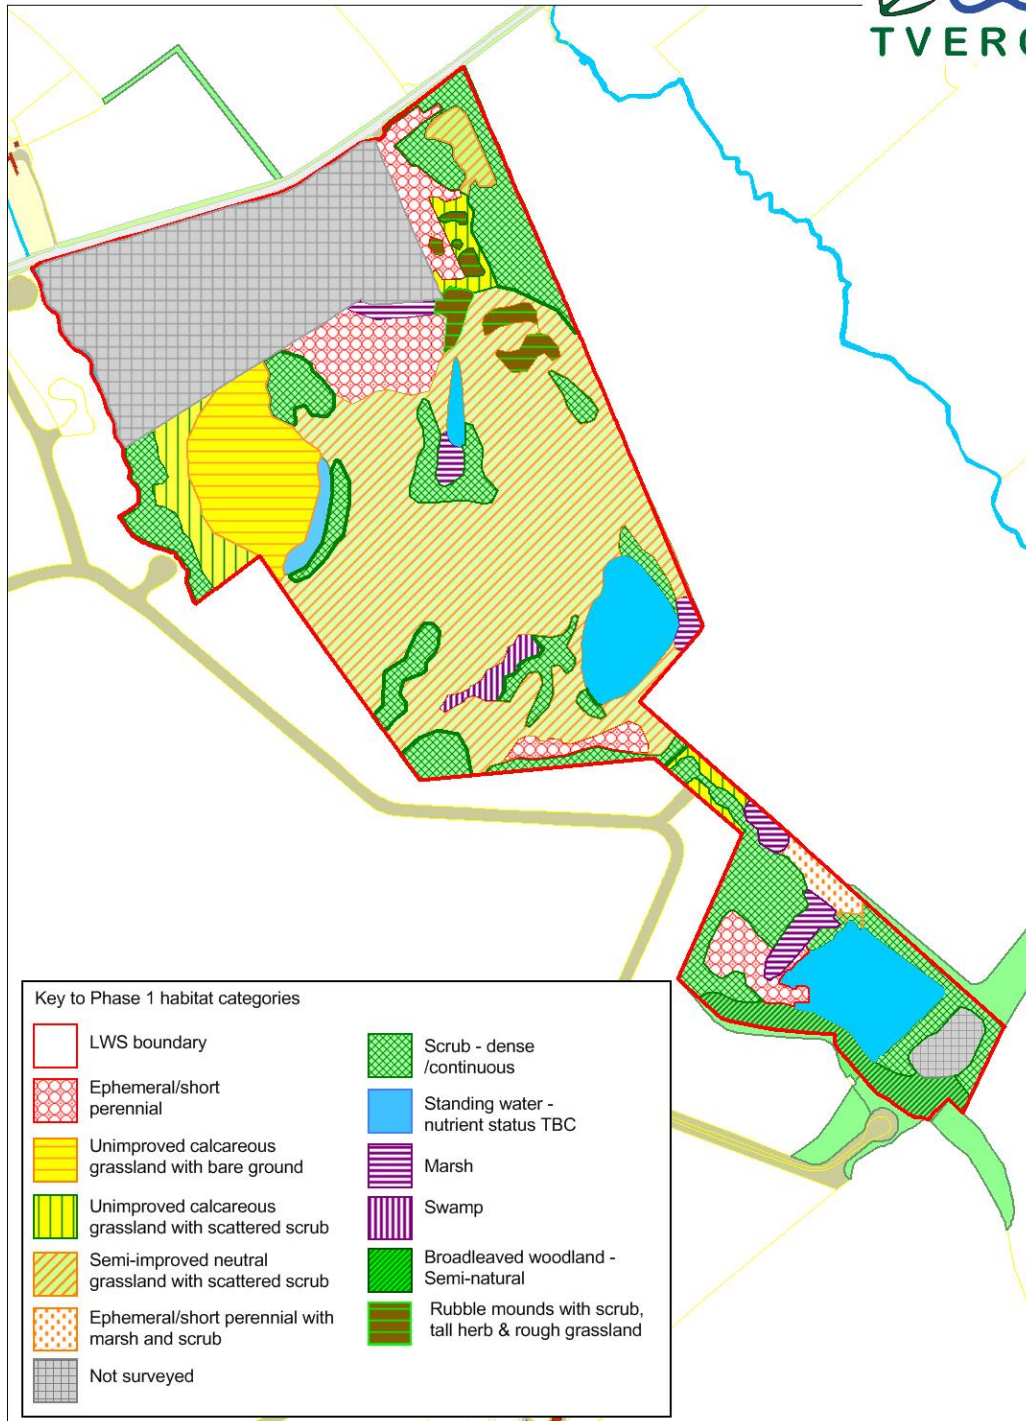 TVERC
Key to Phase 1 habitat categories
LWS boundary
Ephemeral/short
perennial
Unimproved calcareous
grassland with bare ground
Unimproved calcareous
grassland with scattered scrub
Semi-improved neutral
grassland with scattered scrub
Ephemeral/short perennial with
marsh and scrub
Not surveyed
Scrub - dense
/continuous
Standing water -
nutrient status TBC
Marsh
Swamp
Broadleaved woodland -
Semi-natural
Rubble mounds with scrub,
tall herb & rough grassland